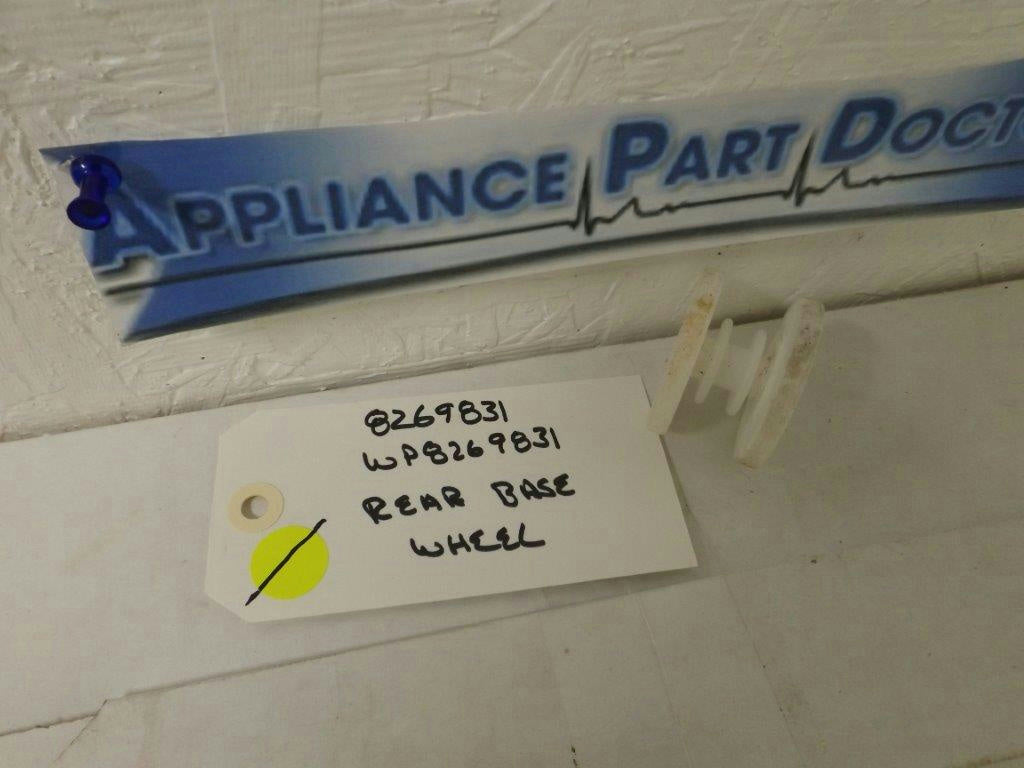 APPLIANCE PART DOCT
8269831
WP8269831
REAR BASE
WHEEL